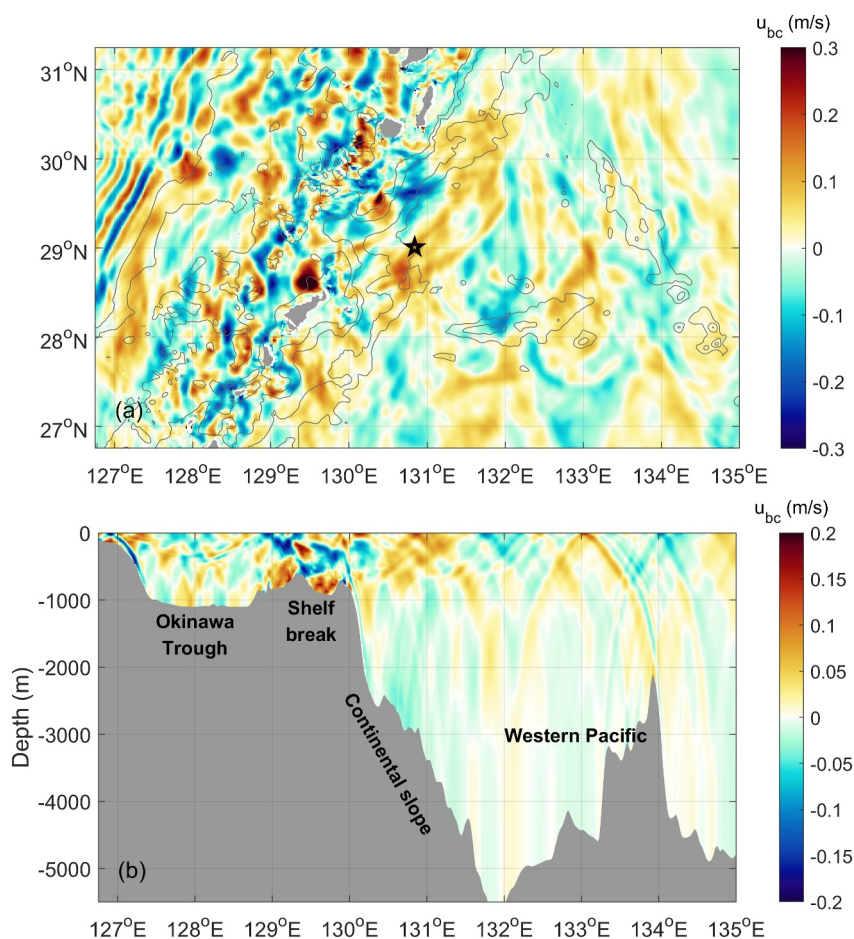 u_bc (m/s)
31°N
30°N
29°N
28°N
27°N
(a)
127°E 128°E 129°E 130°E 131°E 132°E 133°E 134°E 135°E
0.3
0.2
0.1
0
-0.1
-0.2
-0.3
u_bc (m/s)
0
-1000
-2000
-3000
-4000
-5000
Depth (m)
Okinawa
Trough
Shelf
break
Continental slope
Western Pacific
(b)
127°E 128°E 129°E 130°E 131°E 132°E 133°E 134°E 135°E
0.2
0.15
0.1
0.05
0
-0.05
-0.1
-0.15
-0.2